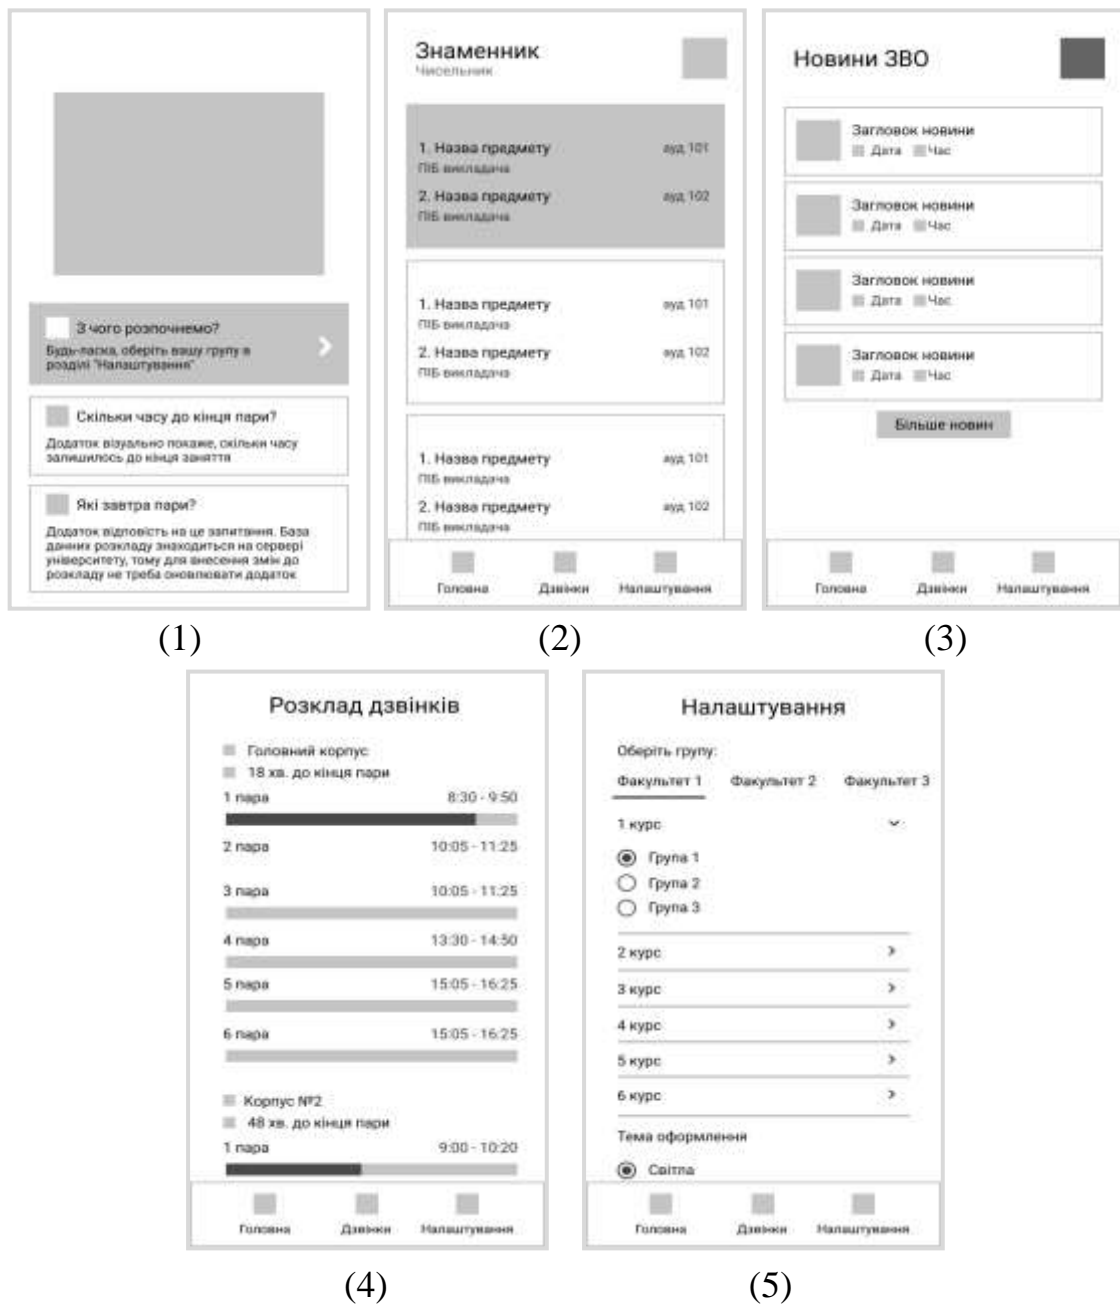 З чого розпочнемо?
Будь-ласка, оберіть вашу групу в
розділі "Налаштування"
Скільки часу до кінця пари?
Додаток візуально покаже, скільки часу
залишилось до кінця заняття
Які завтра пари?
Додаток відповість на це запитання. База
данних розкладу знаходиться на сервері
університету, тому для внесення змін до
розкладу не треба оновлювати додаток
(1)
Знаменник
Чисельник
1. Назва предмету ауд. 101
ПІБ викладача
2. Назва предмету ауд. 102
ПІБ викладача
1. Назва предмету ауд. 101
ПІБ викладача
2. Назва предмету ауд. 102
ПІБ викладача
1. Назва предмету ауд. 101
ПІБ викладача
2. Назва предмету ауд. 102
ПІБ викладача
Головна Дзвінки Налаштування
(2)
Новини ЗВО
Загловок новини
Дата Час
Загловок новини
Дата Час
Загловок новини
Дата Час
Загловок новини
Дата Час
Більше новин
Головна Дзвінки Налаштування
(3)
Розклад дзвінків
Головний корпус
18 хв. до кінця пари
1 пара 8:30 - 9:50
2 пара 10:05 - 11:25
3 пара 10:05 - 11:25
4 пара 13:30 - 14:50
5 пара 15:05 - 16:25
6 пара 15:05 - 16:25
Корпус №2
48 хв. до кінця пари
1 пара 9:00 - 10:20
Головна Дзвінки Налаштування
(4)
Налаштування
Оберіть групу:
Факультет 1 Факультет 2 Факультет 3
1 курс
Група 1
Група 2
Група 3
2 курс
3 курс
4 курс
5 курс
6 курс
Тема оформлення
Світла
Головна Дзвінки Налаштування
(5)